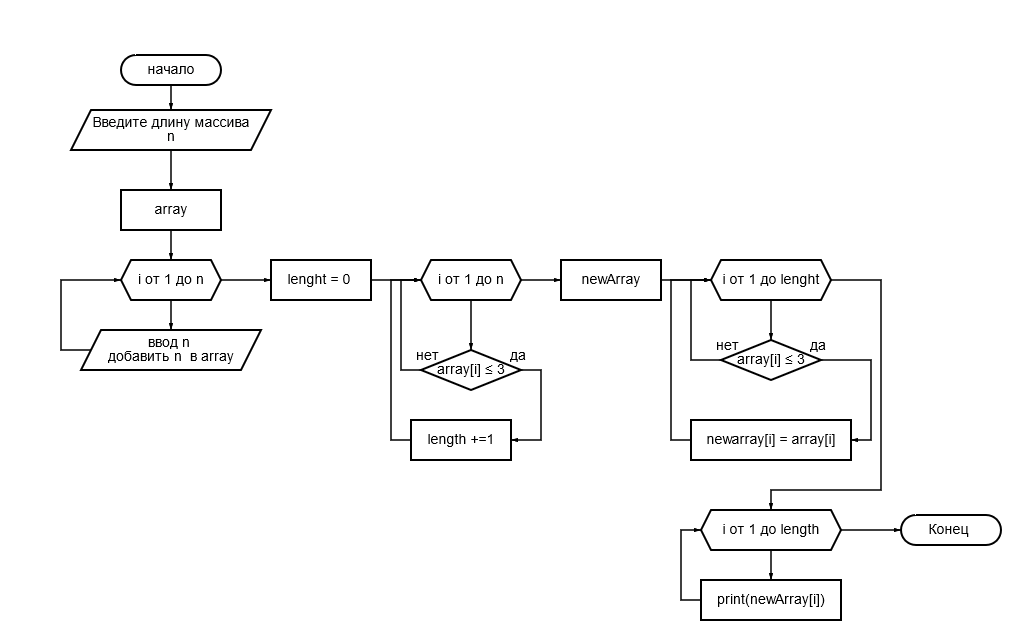 начало
Введите длину массива
n
array
i от 1 до n
ввод n
добавить n в array
lenght = 0
i от 1 до n
нет
да
array[i] ≤ 3
length +=1
newArray
i от 1 до lenght
нет
да
array[i] ≤ 3
newarray[i] = array[i]
i от 1 до length
print(newArray[i])
Конец